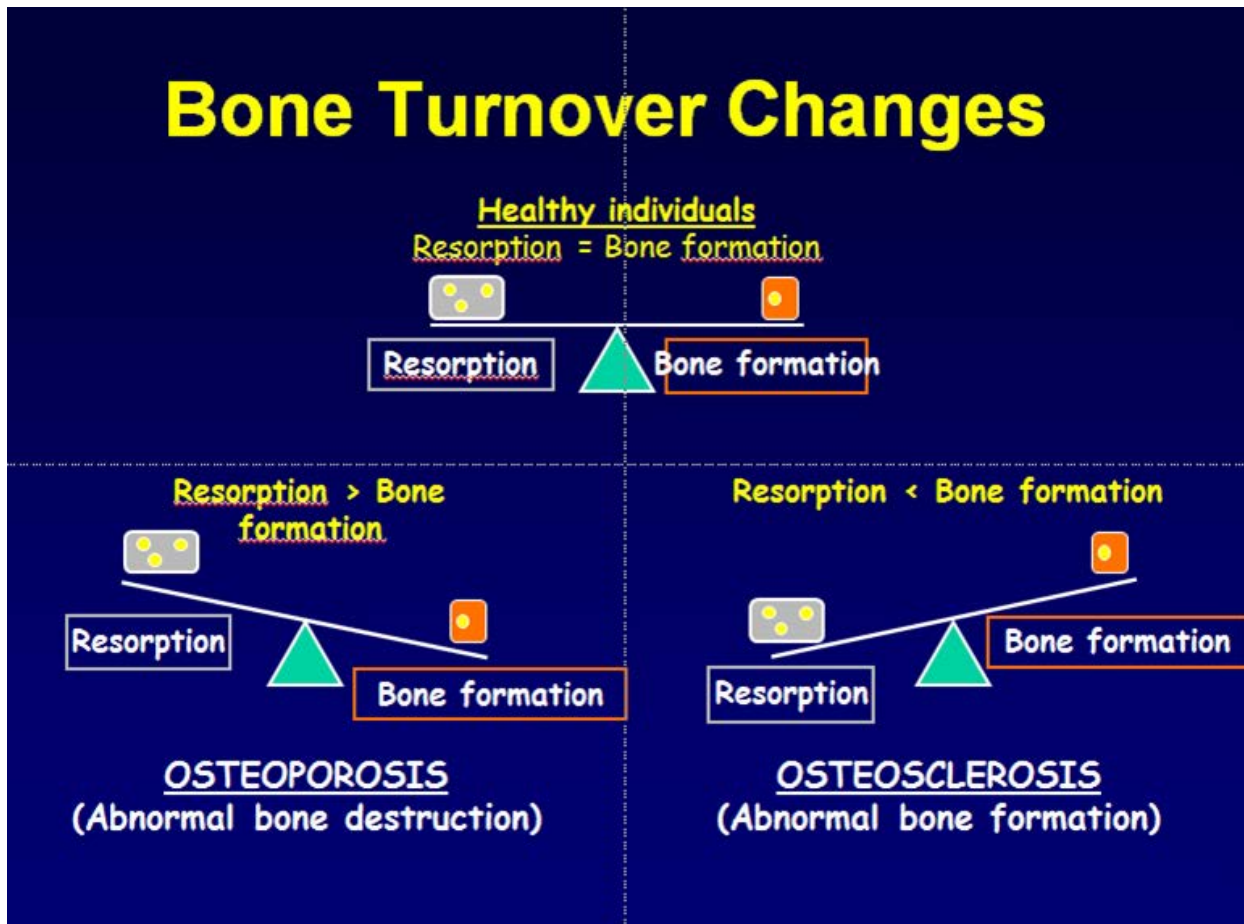 Bone Turnover Changes
Healthy individuals
Resorption = Bone formation
Resorption
Bone formation
Resorption > Bone
formation
Resorption
Bone formation
OSTEOPOROSIS
(Abnormal bone destruction)
Resorption < Bone formation
Resorption
Bone formation
OSTEOSCLEROSIS
(Abnormal bone formation)